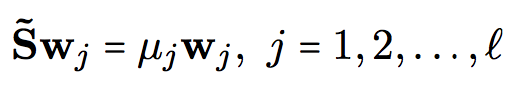 S̃w_j = μ_j w_j, j = 1, 2, . . . , ℓ